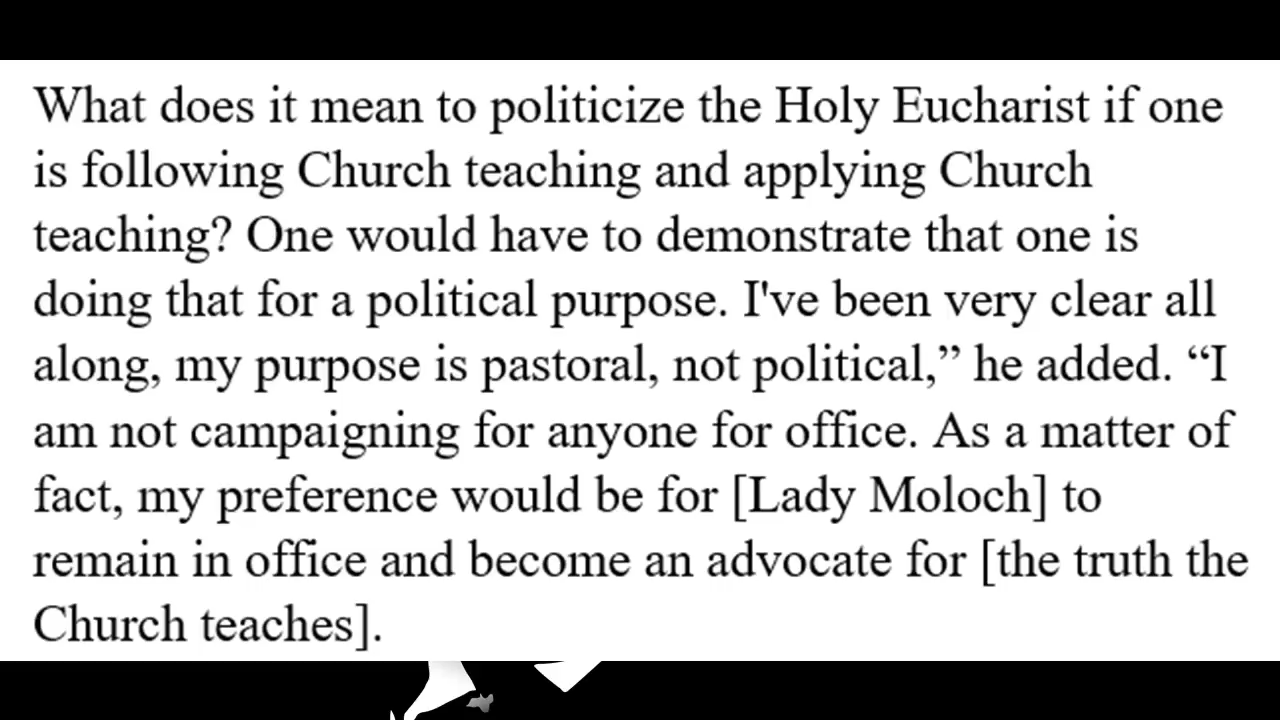 What does it mean to politicize the Holy Eucharist if one
is following Church teaching and applying Church
teaching? One would have to demonstrate that one is
doing that for a political purpose. I've been very clear all
along, my purpose is pastoral, not political,” he added. “I
am not campaigning for anyone for office. As a matter of
fact, my preference would be for [Lady Moloch] to
remain in office and become an advocate for [the truth the
Church teaches].